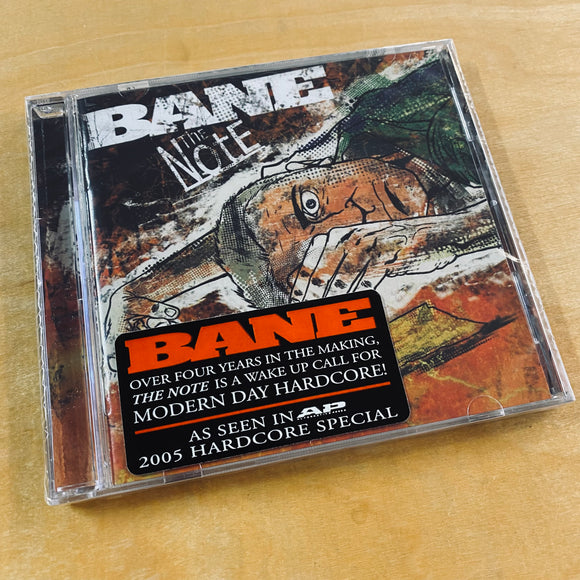 BANE
THE
NOTE
BANE
OVER FOUR YEARS IN THE MAKING,
THE NOTE IS A WAKE UP CALL FOR
MODERN DAY HARDCORE!
AS SEEN IN AP
2005 HARDCORE SPECIAL